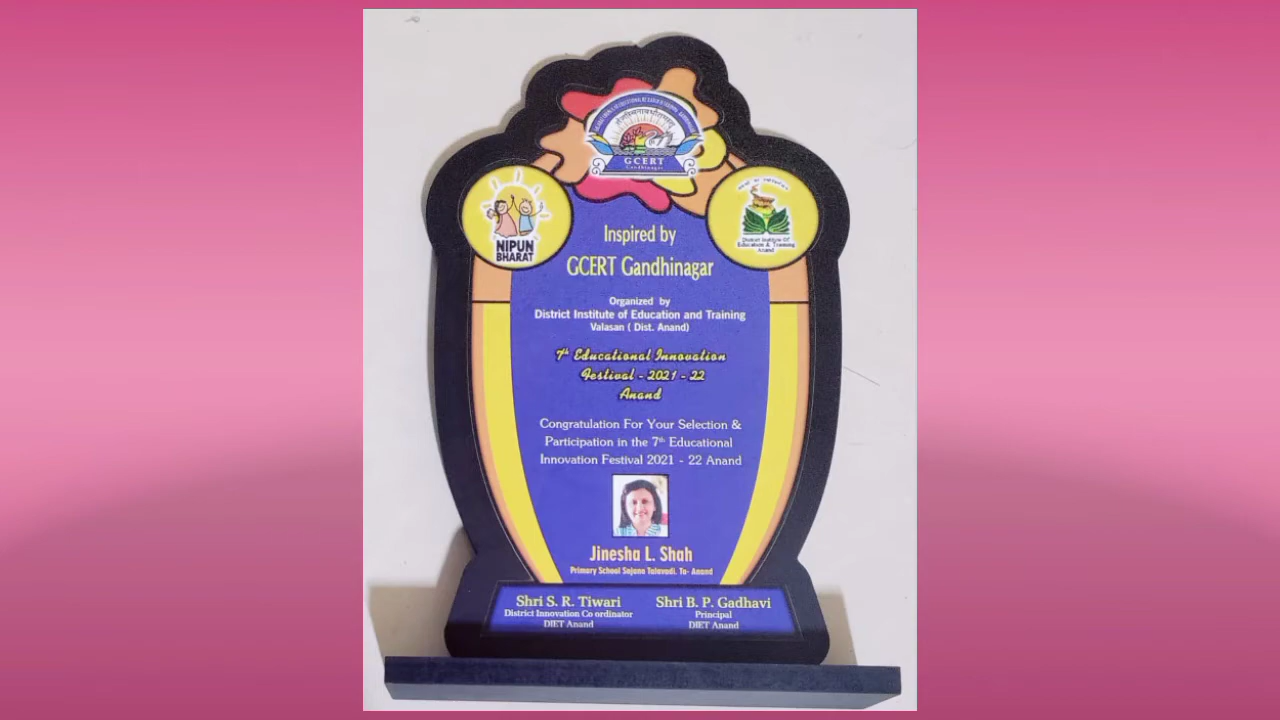 GCERT
Gandhinagar
NIPUN
BHARAT
District Institute Of
Education & Training
Anand
Inspired by
GCERT Gandhinagar
Organized by
District Institute of Education and Training
Valasan ( Dist. Anand)
7th Educational Innovation
Festival - 2021 - 22
Anand
Congratulation For Your Selection &
Participation in the 7th Educational
Innovation Festival 2021 - 22 Anand
Jinesha L. Shah
Primary School Sojana Talavadi. Ta- Anand
Shri S. R. Tiwari
District Innovation Co ordinator
DIET Anand
Shri B. P. Gadhavi
Principal
DIET Anand